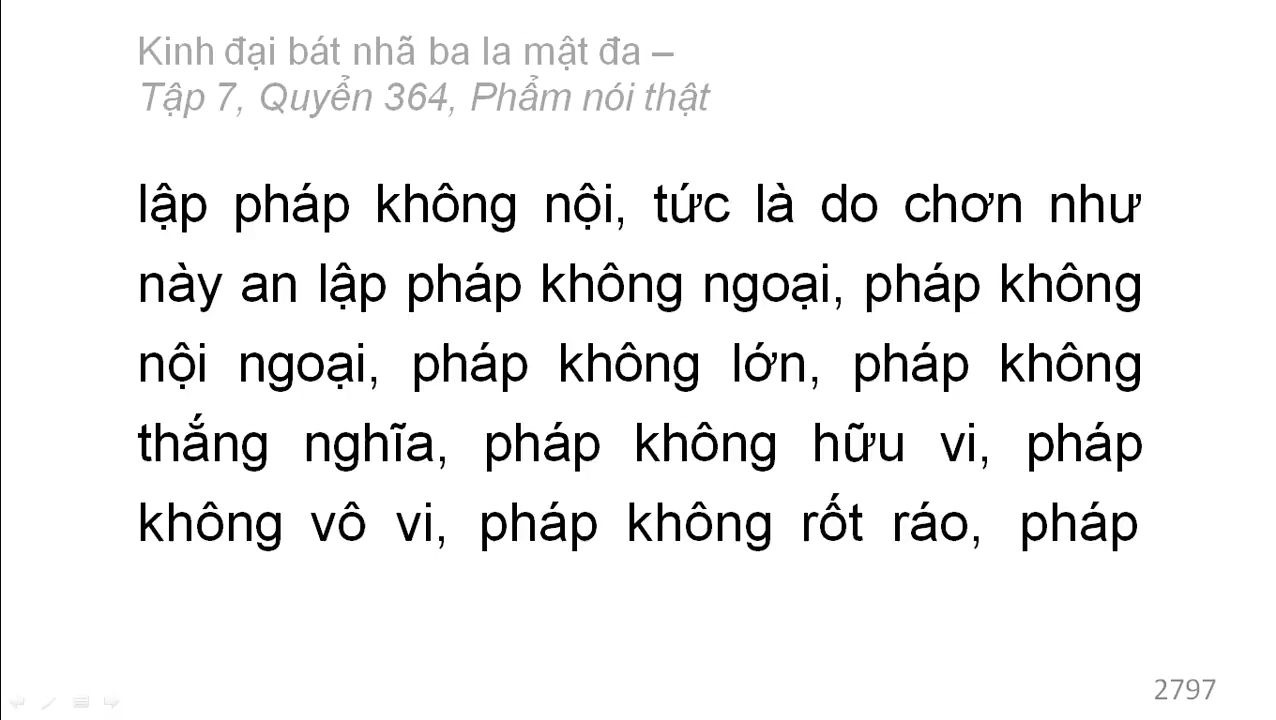 Kinh đại bát nhã ba la mật đa –
Tập 7, Quyển 364, Phẩm nói thật
lập pháp không nội, tức là do chơn như
này an lập pháp không ngoại, pháp không
nội ngoại, pháp không lớn, pháp không
thắng nghĩa, pháp không hữu vi, pháp
không vô vi, pháp không rốt ráo, pháp
2797